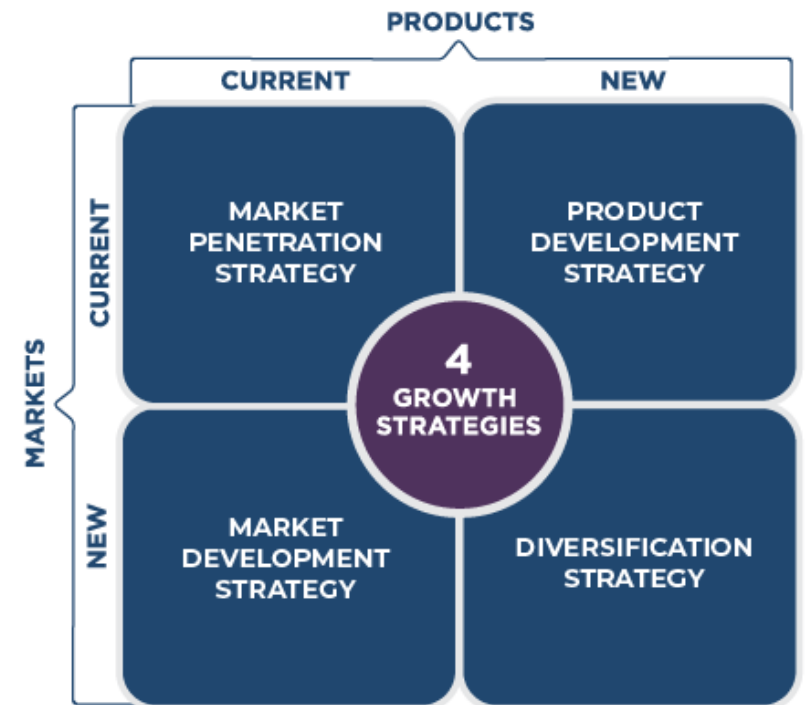 PRODUCTS
CURRENT
NEW
MARKETS
CURRENT
NEW
MARKET
PENETRATION
STRATEGY
PRODUCT
DEVELOPMENT
STRATEGY
4
GROWTH
STRATEGIES
MARKET
DEVELOPMENT
STRATEGY
DIVERSIFICATION
STRATEGY